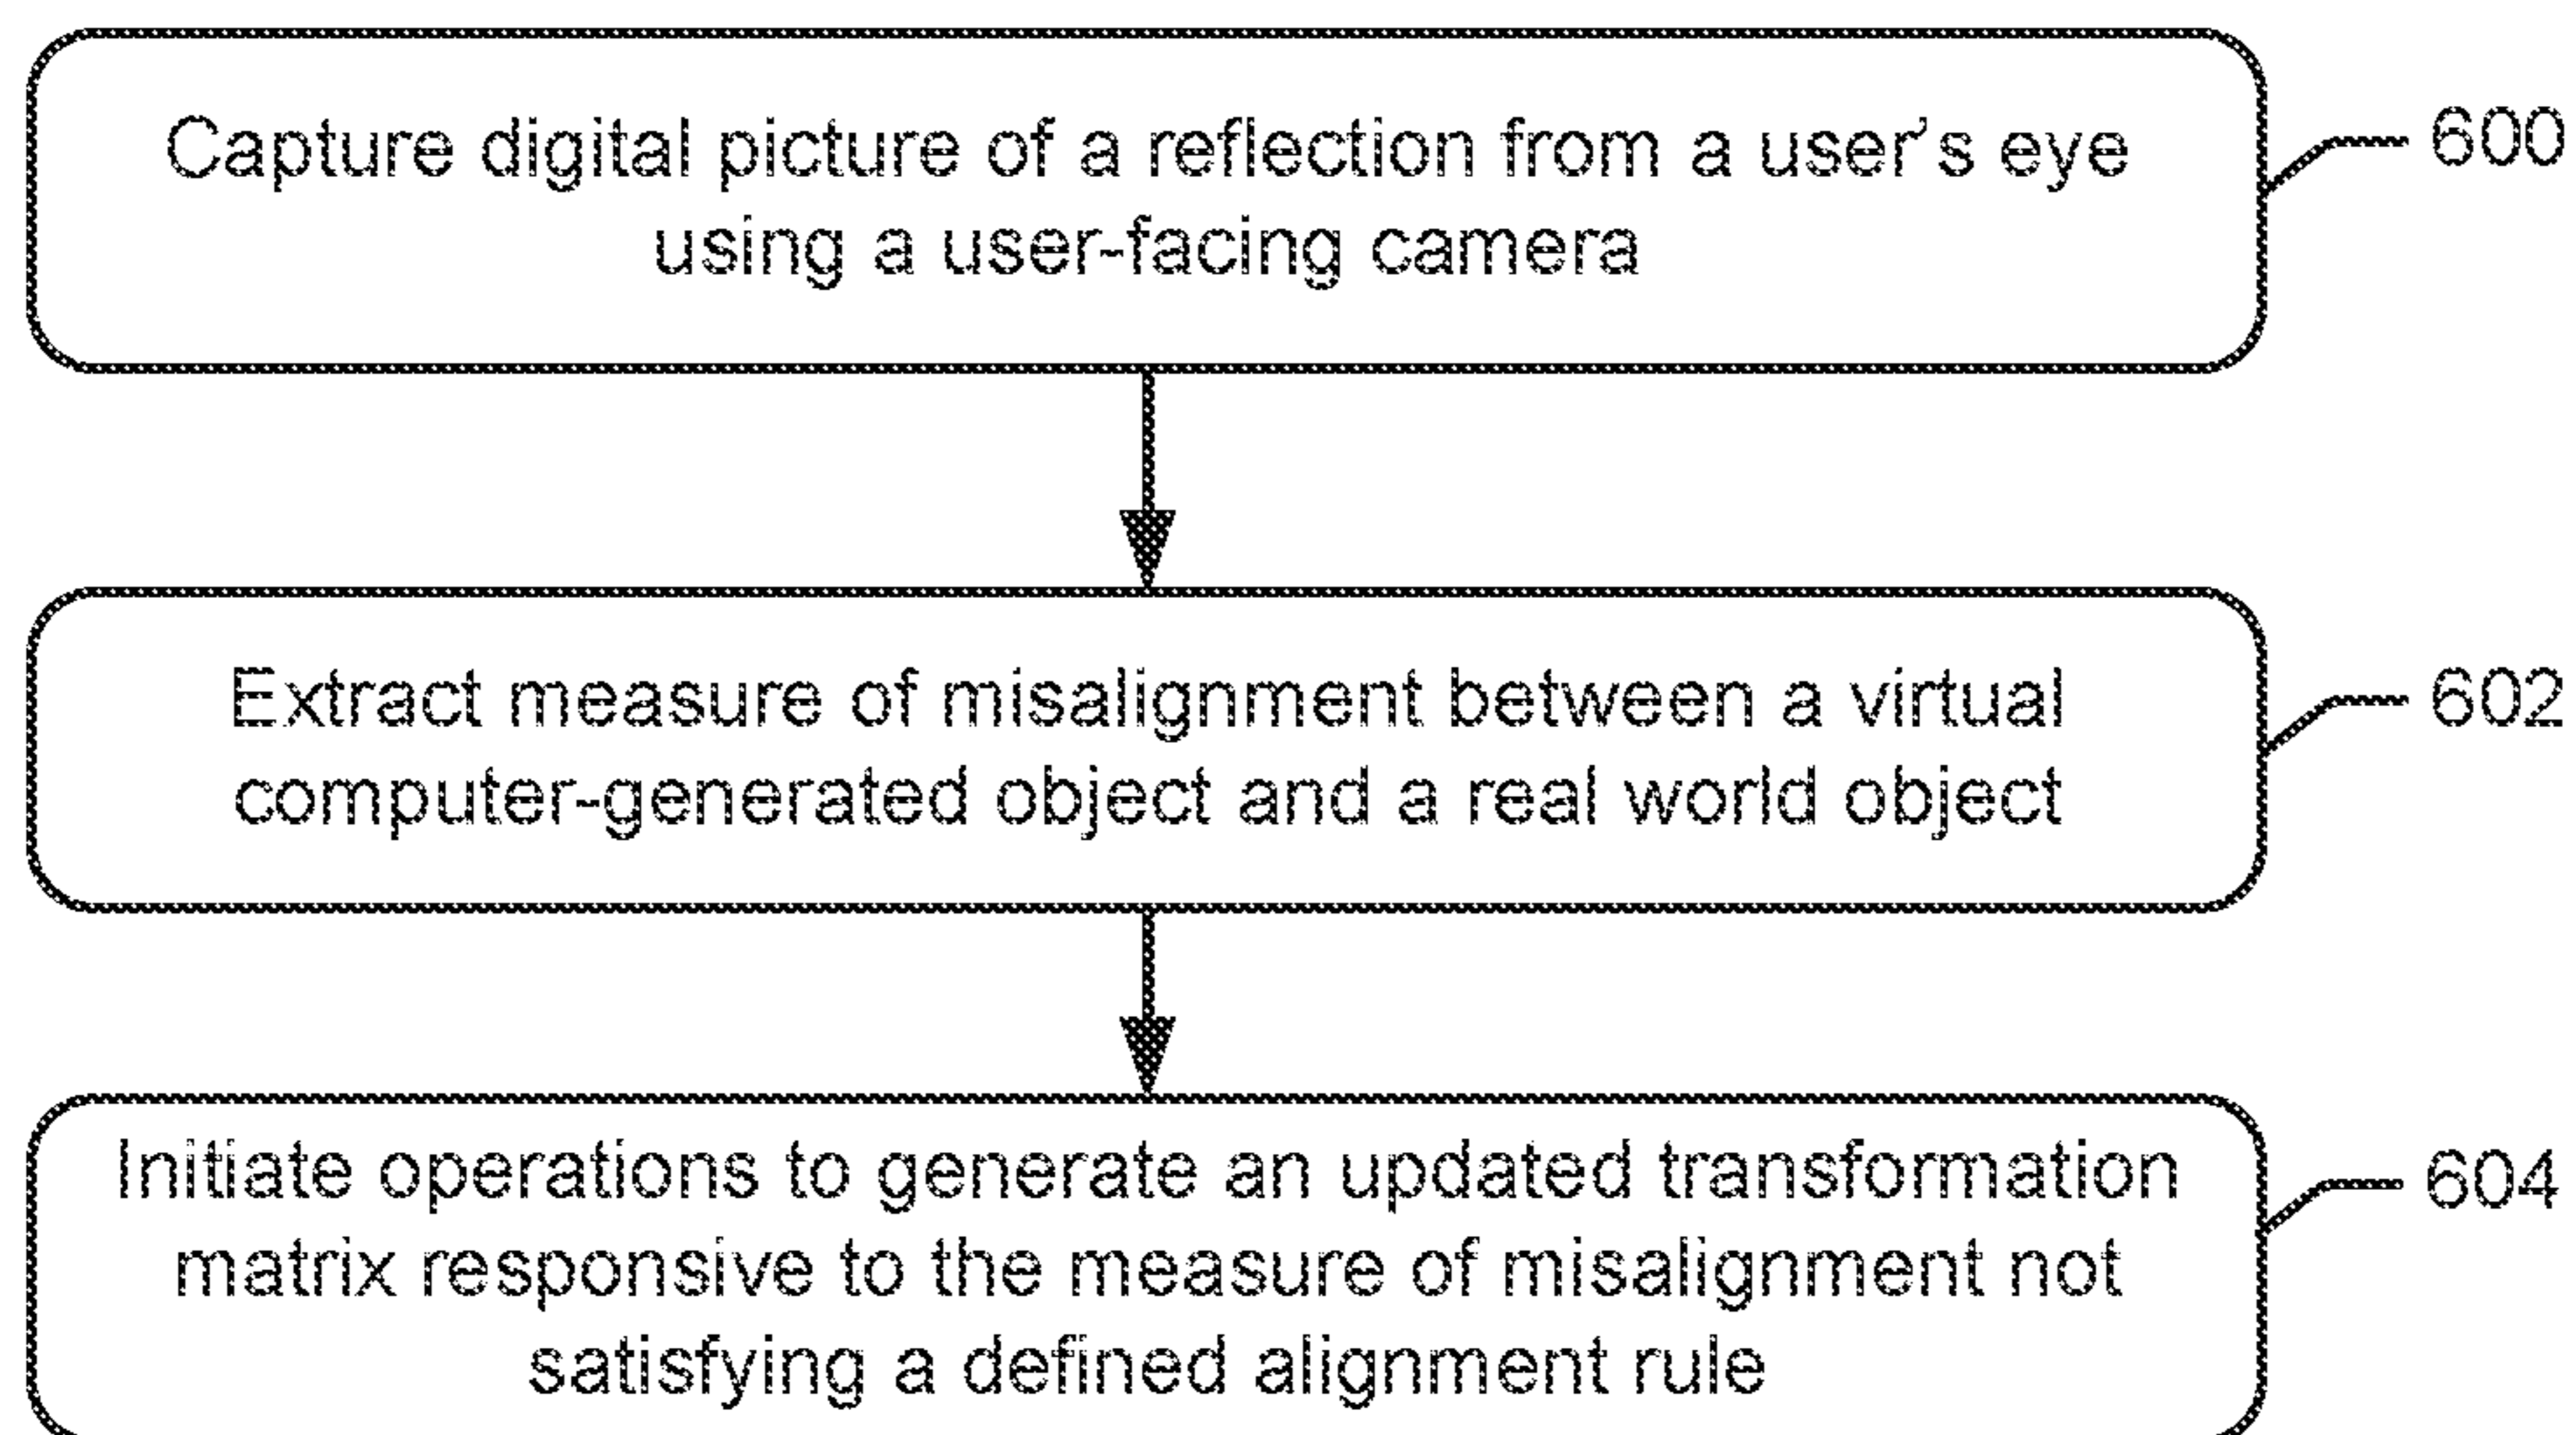 Capture digital picture of a reflection from a user's eye
using a user-facing camera
600
Extract measure of misalignment between a virtual
computer-generated object and a real world object
602
Initiate operations to generate an updated transformation
matrix responsive to the measure of misalignment not
satisfying a defined alignment rule
604